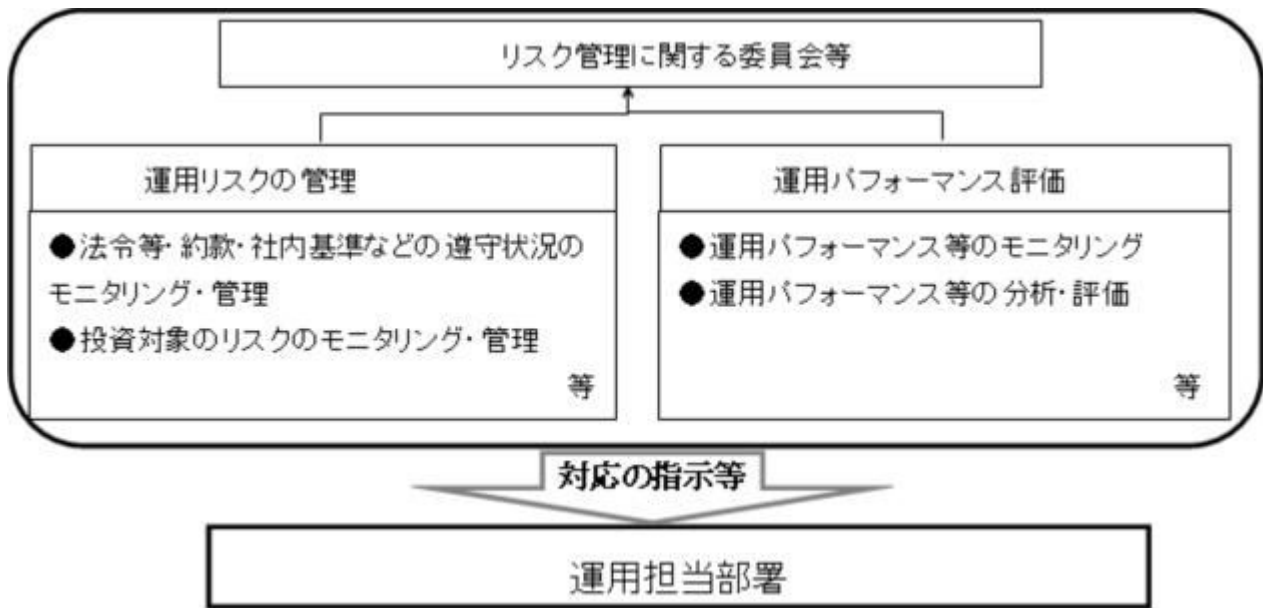 リスク管理に関する委員会等
運用リスクの管理
●法令等・約款・社内基準などの遵守状況の
モニタリング・管理
●投資対象のリスクのモニタリング・管理
等
運用パフォーマンス評価
●運用パフォーマンス等のモニタリング
●運用パフォーマンス等の分析・評価
等
対応の指示等
運用担当部署